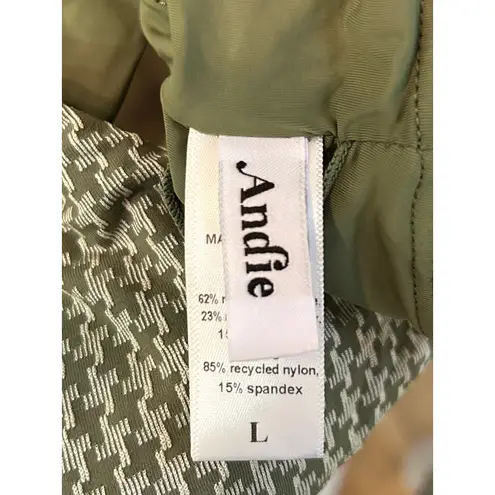 Andie
MA
62%
23%
1
85% recycled nylon,
15% spandex
L